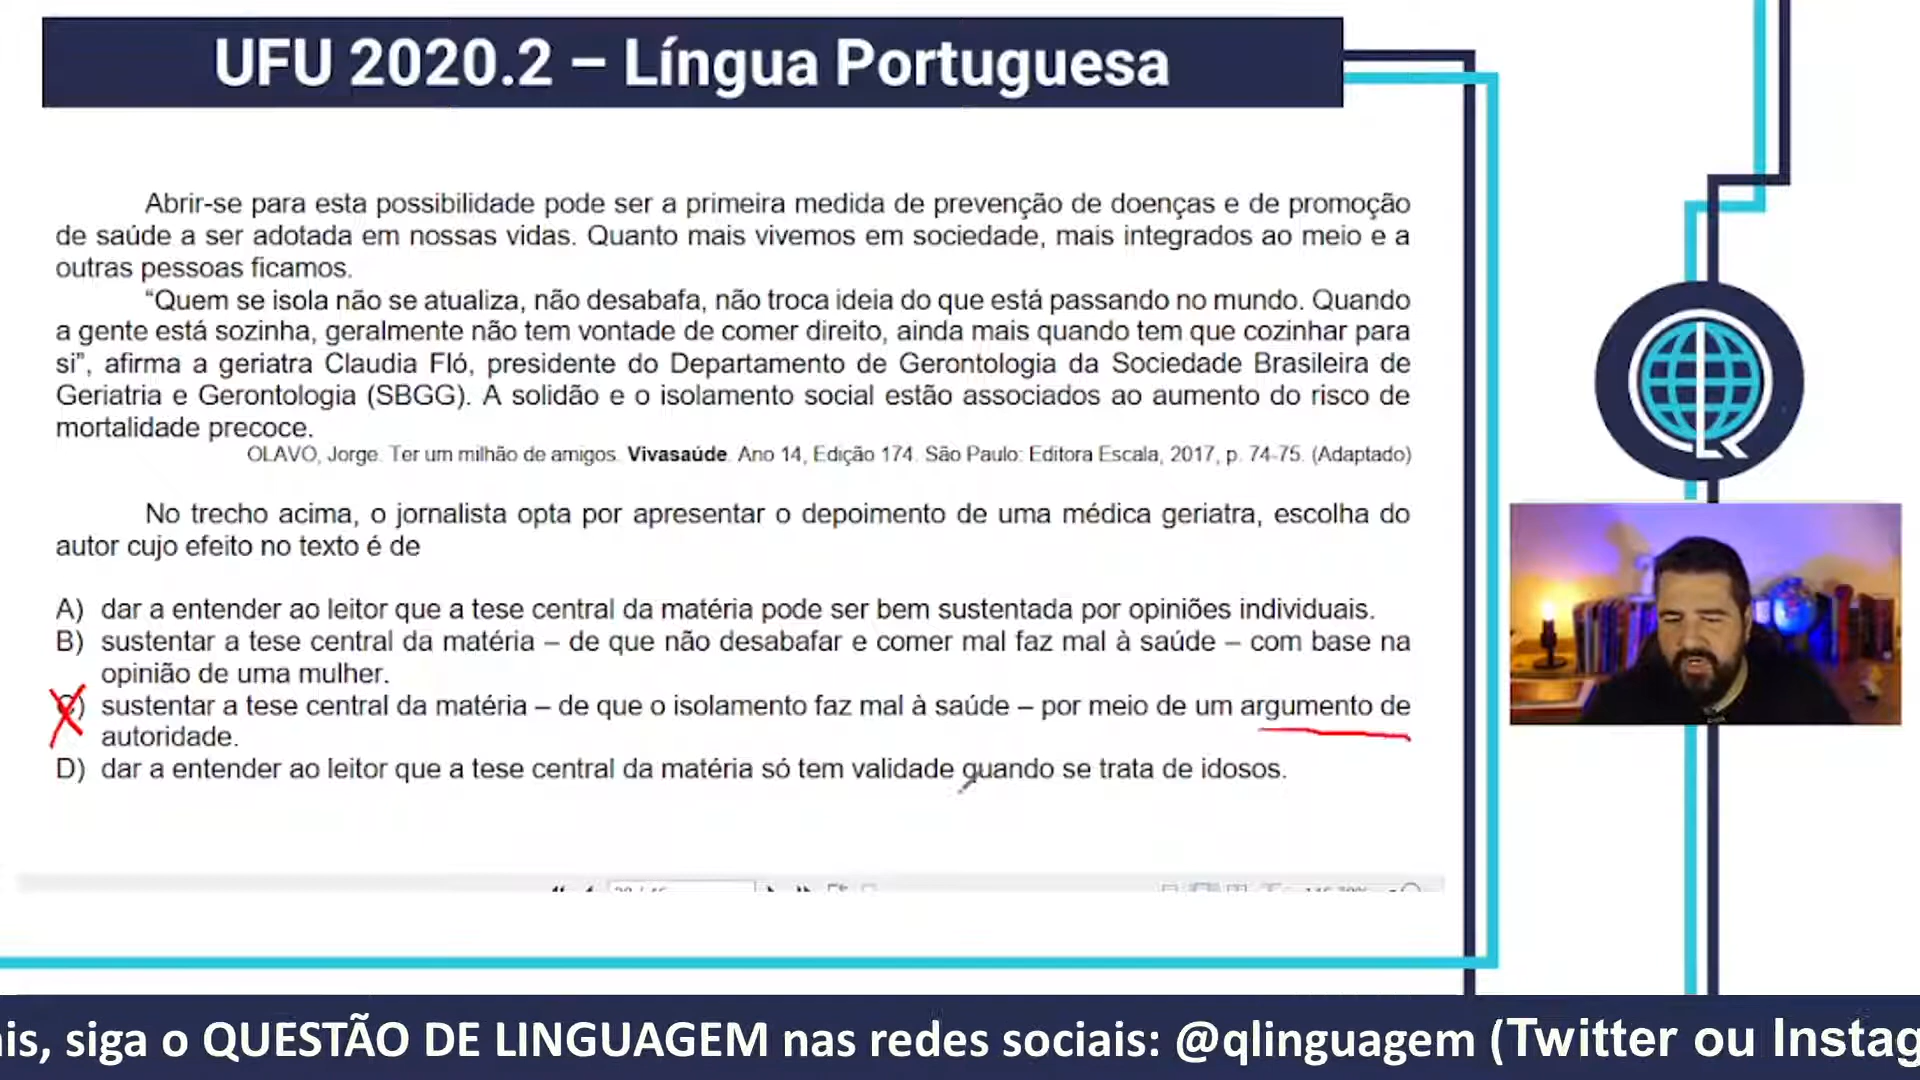 UFU 2020.2 – Língua Portuguesa
Abrir-se para esta possibilidade pode ser a primeira medida de prevenção de doenças e de promoção
de saúde a ser adotada em nossas vidas. Quanto mais vivemos em sociedade, mais integrados ao meio e a
outras pessoas ficamos.
“Quem se isola não se atualiza, não desabafa, não troca ideia do que está passando no mundo. Quando
a gente está sozinha, geralmente não tem vontade de comer direito, ainda mais quando tem que cozinhar para
si”, afirma a geriatra Claudia Fló, presidente do Departamento de Gerontologia da Sociedade Brasileira de
Geriatria e Gerontologia (SBGG). A solidão e o isolamento social estão associados ao aumento do risco de
mortalidade precoce.
OLAVO, Jorge. Ter um milhão de amigos. Vivasaúde. Ano 14, Edição 174. São Paulo: Editora Escala, 2017, p. 74-75. (Adaptado)
No trecho acima, o jornalista opta por apresentar o depoimento de uma médica geriatra, escolha do
autor cujo efeito no texto é de
A) dar a entender ao leitor que a tese central da matéria pode ser bem sustentada por opiniões individuais.
B) sustentar a tese central da matéria – de que não desabafar e comer mal faz mal à saúde – com base na
opinião de uma mulher.
C) sustentar a tese central da matéria – de que o isolamento faz mal à saúde – por meio de um argumento de
autoridade.
D) dar a entender ao leitor que a tese central da matéria só tem validade quando se trata de idosos.
is, siga o QUESTÃO DE LINGUAGEM nas redes sociais: @qlinguagem (Twitter ou Instag